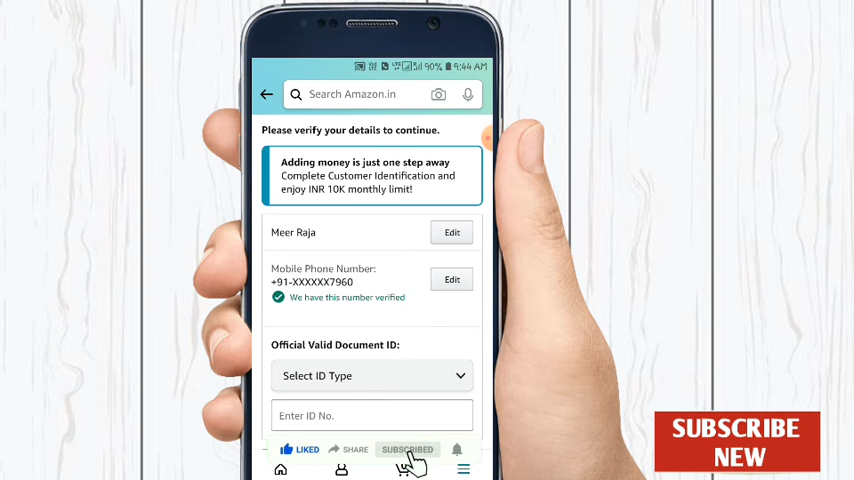 90% 9:44 AM
Search Amazon.in
Please verify your details to continue.
Adding money is just one step away
Complete Customer Identification and
enjoy INR 10K monthly limit!
Meer Raja
Edit
Mobile Phone Number:
+91-XXXXXX7960
Edit
We have this number verified
Official Valid Document ID:
Select ID Type
Enter ID No.
LIKED SHARE SUBSCRIBED
SUBSCRIBE
NEW